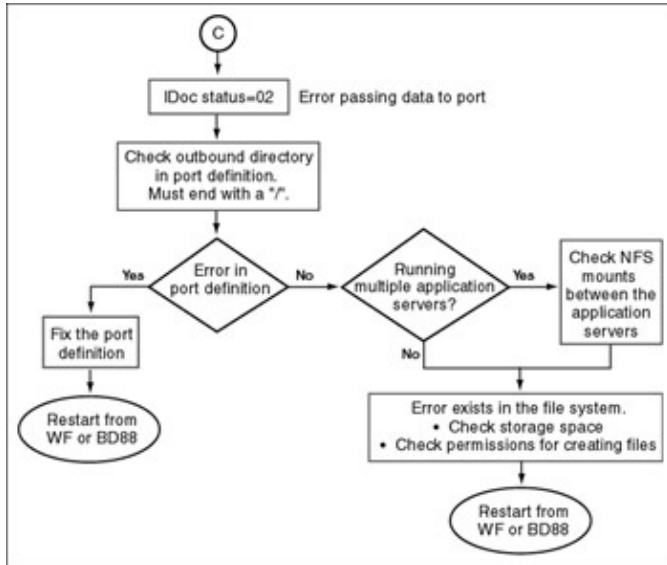 C
IDoc status=02
Error passing data to port
Check outbound directory
in port definition.
Must end with a "/".
Error in
port definition
Yes
No
Running
multiple application
servers?
Yes
No
Check NFS
mounts
between the
application
servers
Fix the port
definition
Restart from
WF or BD88
Error exists in the file system.
• Check storage space
• Check permissions for creating files
Restart from
WF or BD88